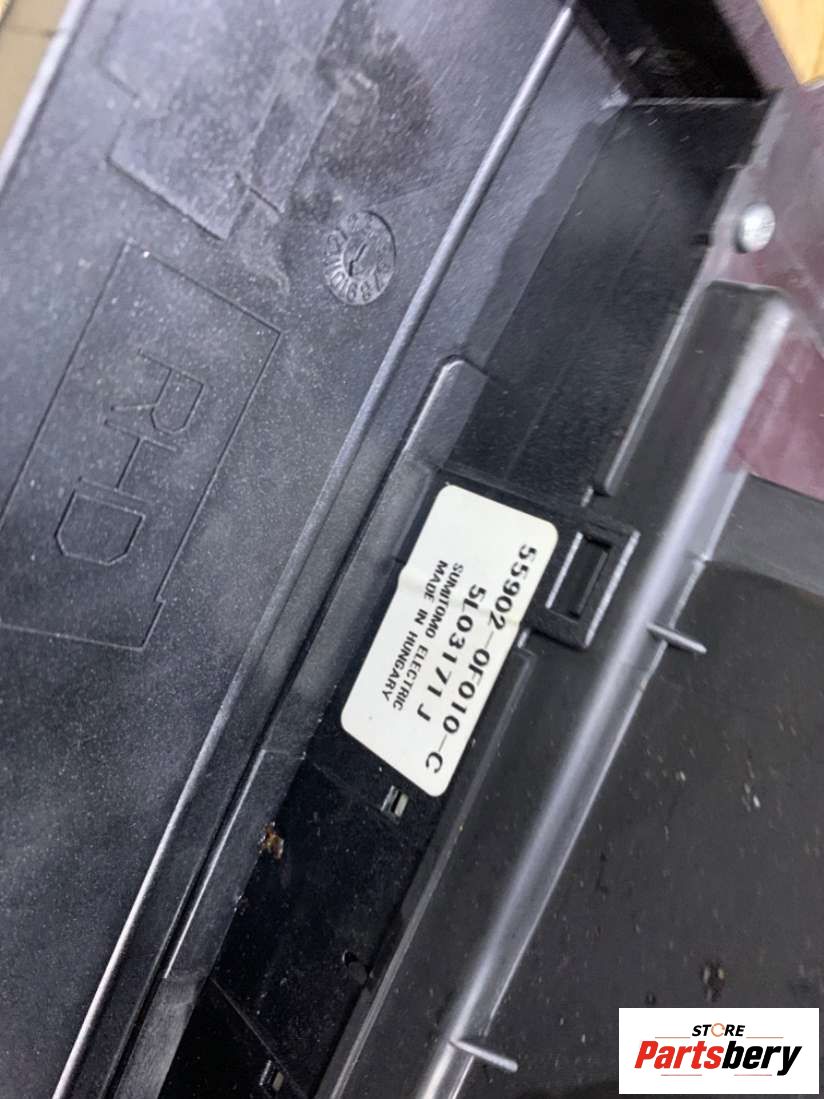 RHD
55902-0F010-C
5L03171J
SUMITOMO ELECTRIC
MADE IN HUNGARY
STORE
Partsbery